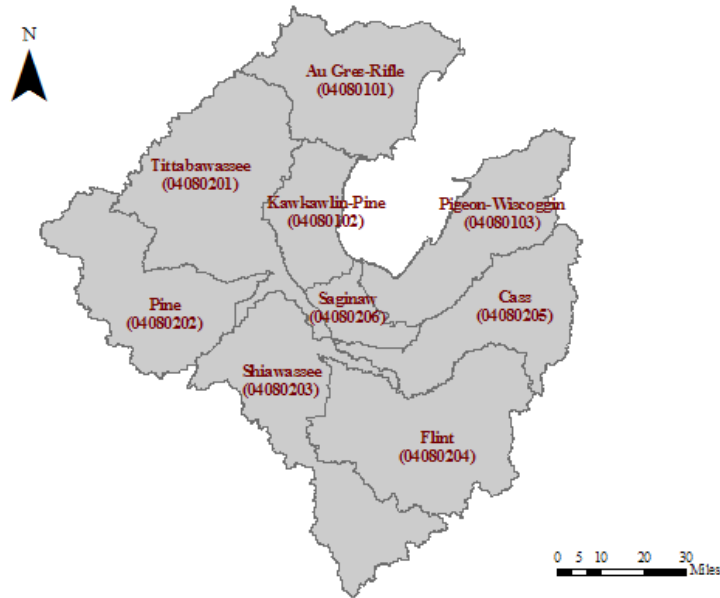 N
Au Gres-Rifle
(04080101)
Tittabawassee
(04080201)
Kawkawlin-Pine
(04080102)
Pigeon-Wiscoggin
(04080103)
Pine
(04080202)
Saginaw
(04080206)
Cass
(04080205)
Shiawassee
(04080203)
Flint
(04080204)
0 5 10 20 30
Miles